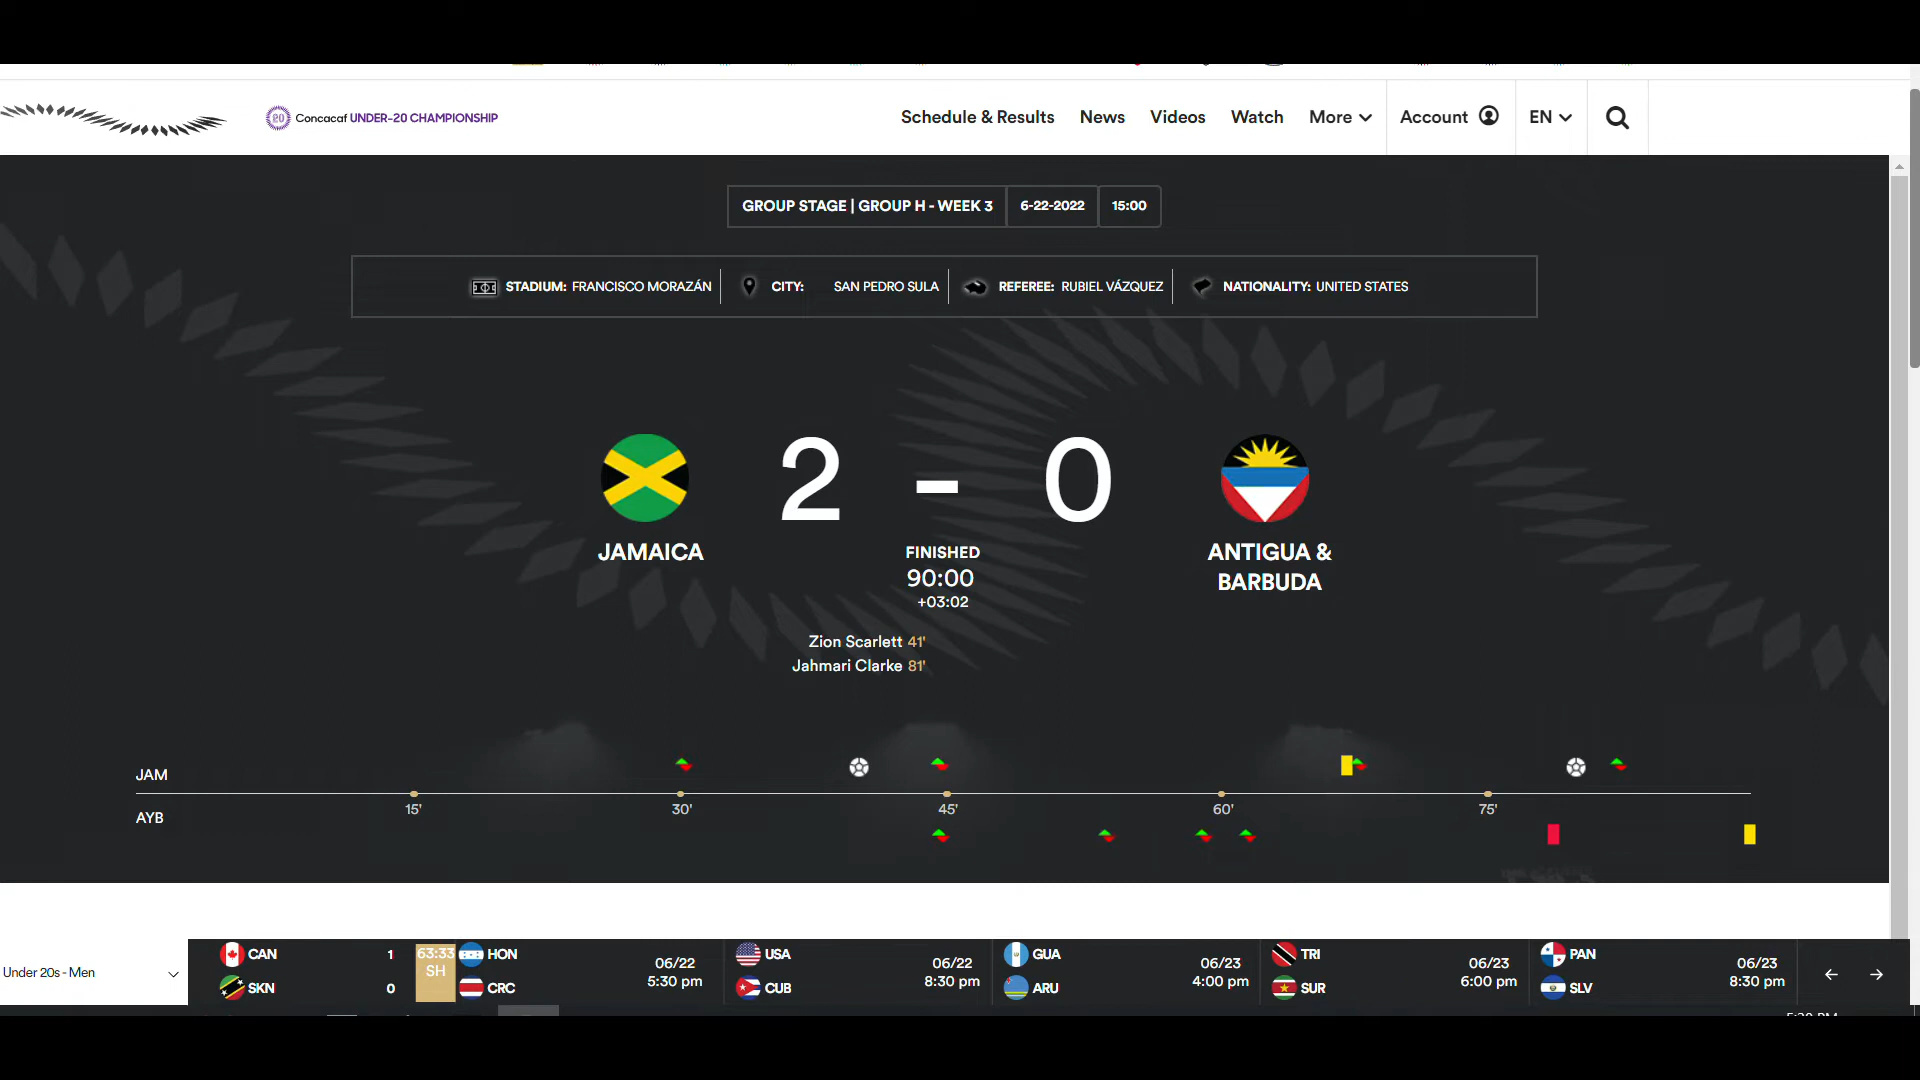 20 Concacaf UNDER-20 CHAMPIONSHIP
Schedule & Results News Videos Watch More Account EN
GROUP STAGE | GROUP H - WEEK 3 6-22-2022 15:00
STADIUM: FRANCISCO MORAZÁN CITY: SAN PEDRO SULA REFEREE: RUBIEL VÁZQUEZ NATIONALITY: UNITED STATES
2 - 0
JAMAICA
FINISHED
ANTIGUA &
BARBUDA
90:00
+03:02
Zion Scarlett 41'
Jahmari Clarke 81'
JAM
15' 30' 45' 60' 75'
AYB
Under 20s - Men
CAN 1
SKN 0
63:33
SH
HON
CRC
06/22
5:30 pm
USA
CUB
06/22
8:30 pm
GUA
ARU
06/23
4:00 pm
TRI
SUR
06/23
6:00 pm
PAN
SLV
06/23
8:30 pm